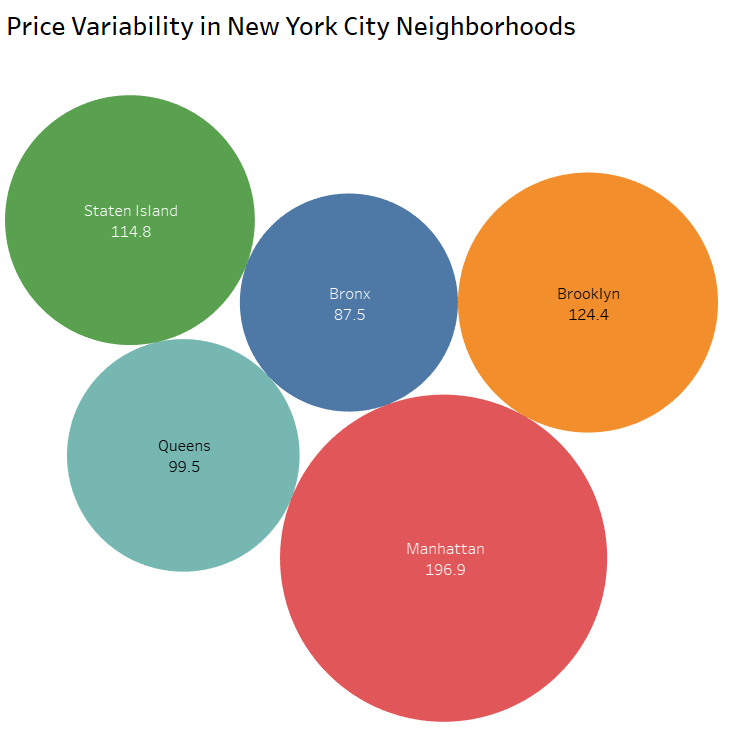 Price Variability in New York City Neighborhoods
Staten Island
114.8
Bronx
87.5
Brooklyn
124.4
Queens
99.5
Manhattan
196.9